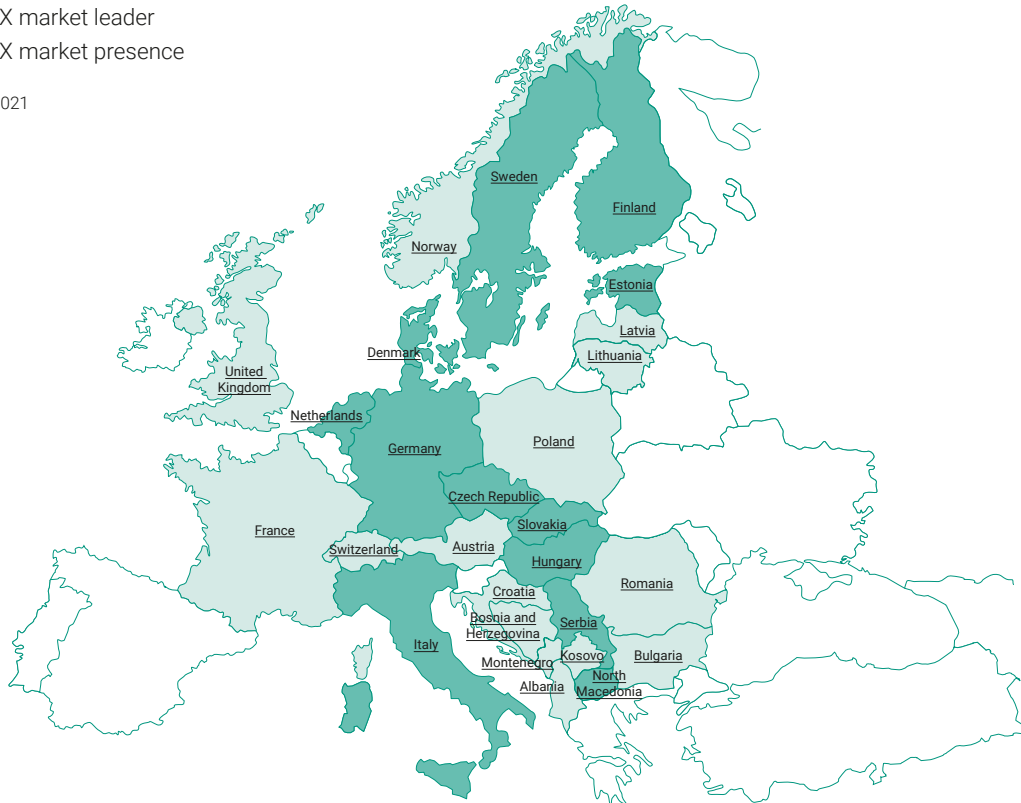 X market leader
X market presence
021
Sweden
Finland
Norway
Estonia
Latvia
Denmark
Lithuania
United
Kingdom
Netherlands
Poland
Germany
Czech Republic
Slovakia
France
Switzerland
Austria
Hungary
Romania
Croatia
Bosnia and
Herzegovina
Serbia
Italy
Kosovo
Bulgaria
Montenegro
North
Macedonia
Albania